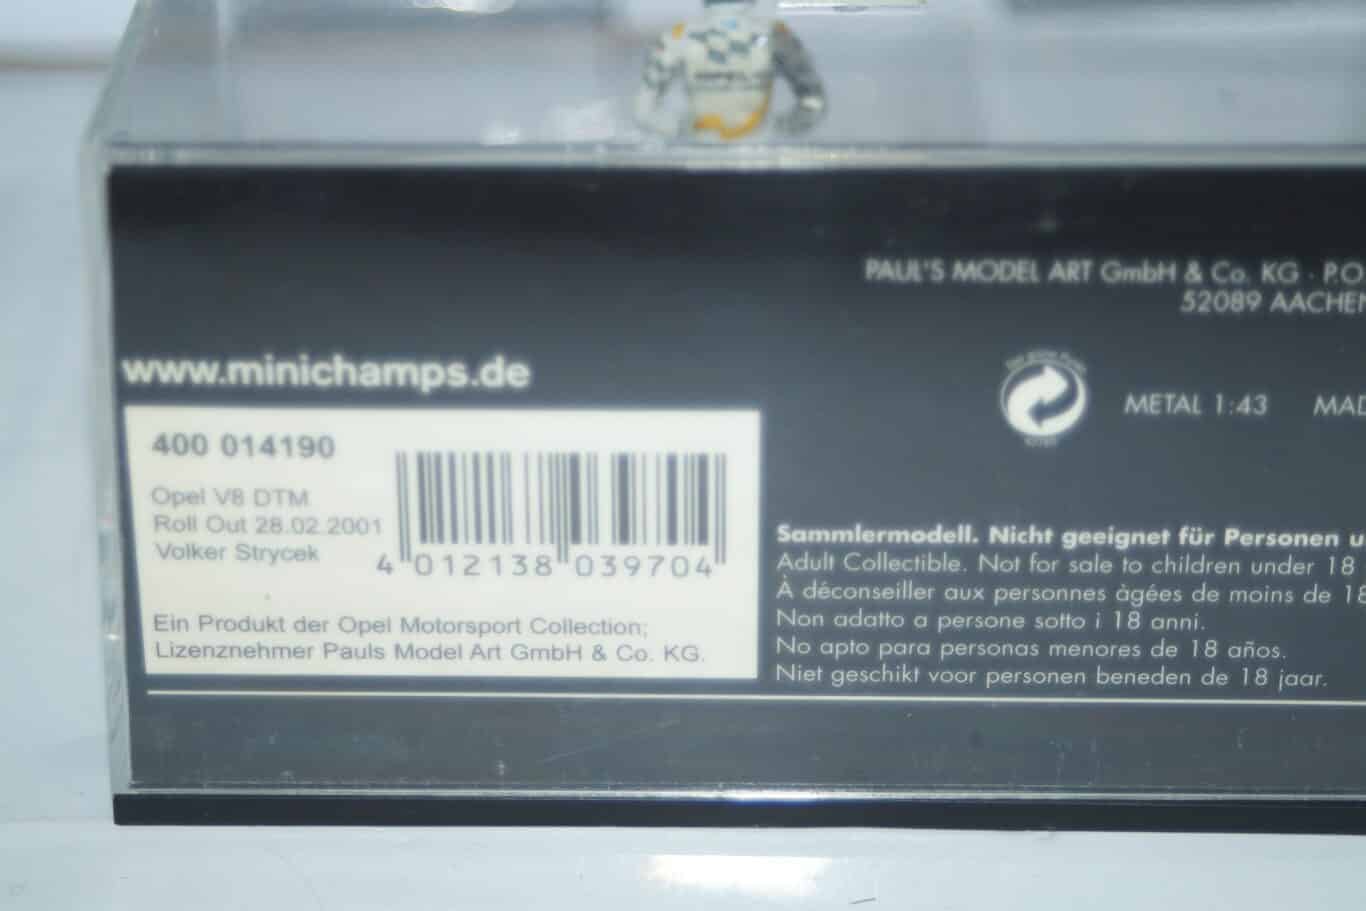 OPEL
PAUL'S MODEL ART GmbH & Co. KG · P.O.
52089 AACHEN
www.minichamps.de
METAL 1:43 MAD
400 014190
Opel V8 DTM
Roll Out 28.02.2001
Volker Strycek
4 012138 039704
Ein Produkt der Opel Motorsport Collection;
Lizenznehmer Pauls Model Art GmbH & Co. KG.
Sammlermodell. Nicht geeignet für Personen u
Adult Collectible. Not for sale to children under 18
À déconseiller aux personnes àgées de moins de 18
Non adatto a persone sotto i 18 anni.
No apto para personas menores de 18 años.
Niet geschikt voor personen beneden de 18 jaar.